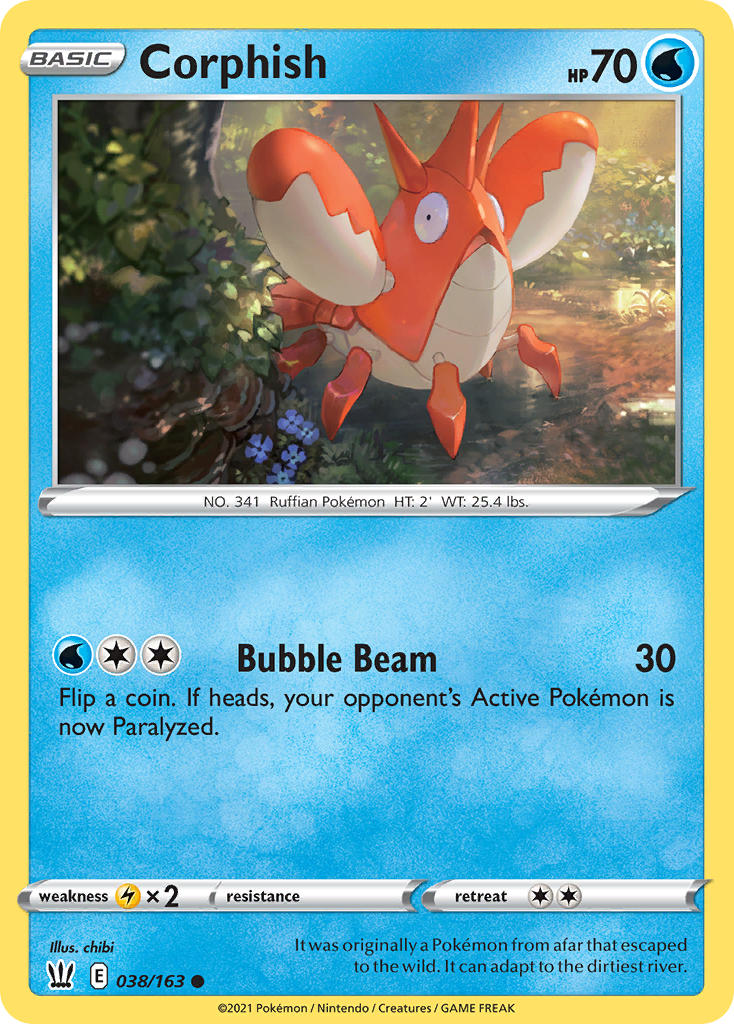 BASIC Corphish HP 70
NO. 341 Ruffian Pokémon HT: 2' WT: 25.4 lbs.
Bubble Beam 30
Flip a coin. If heads, your opponent's Active Pokémon is
now Paralyzed.
weakness ×2 resistance retreat
Illus. chibi
It was originally a Pokémon from afar that escaped
to the wild. It can adapt to the dirtiest river.
E 038/163
©2021 Pokémon / Nintendo / Creatures / GAME FREAK